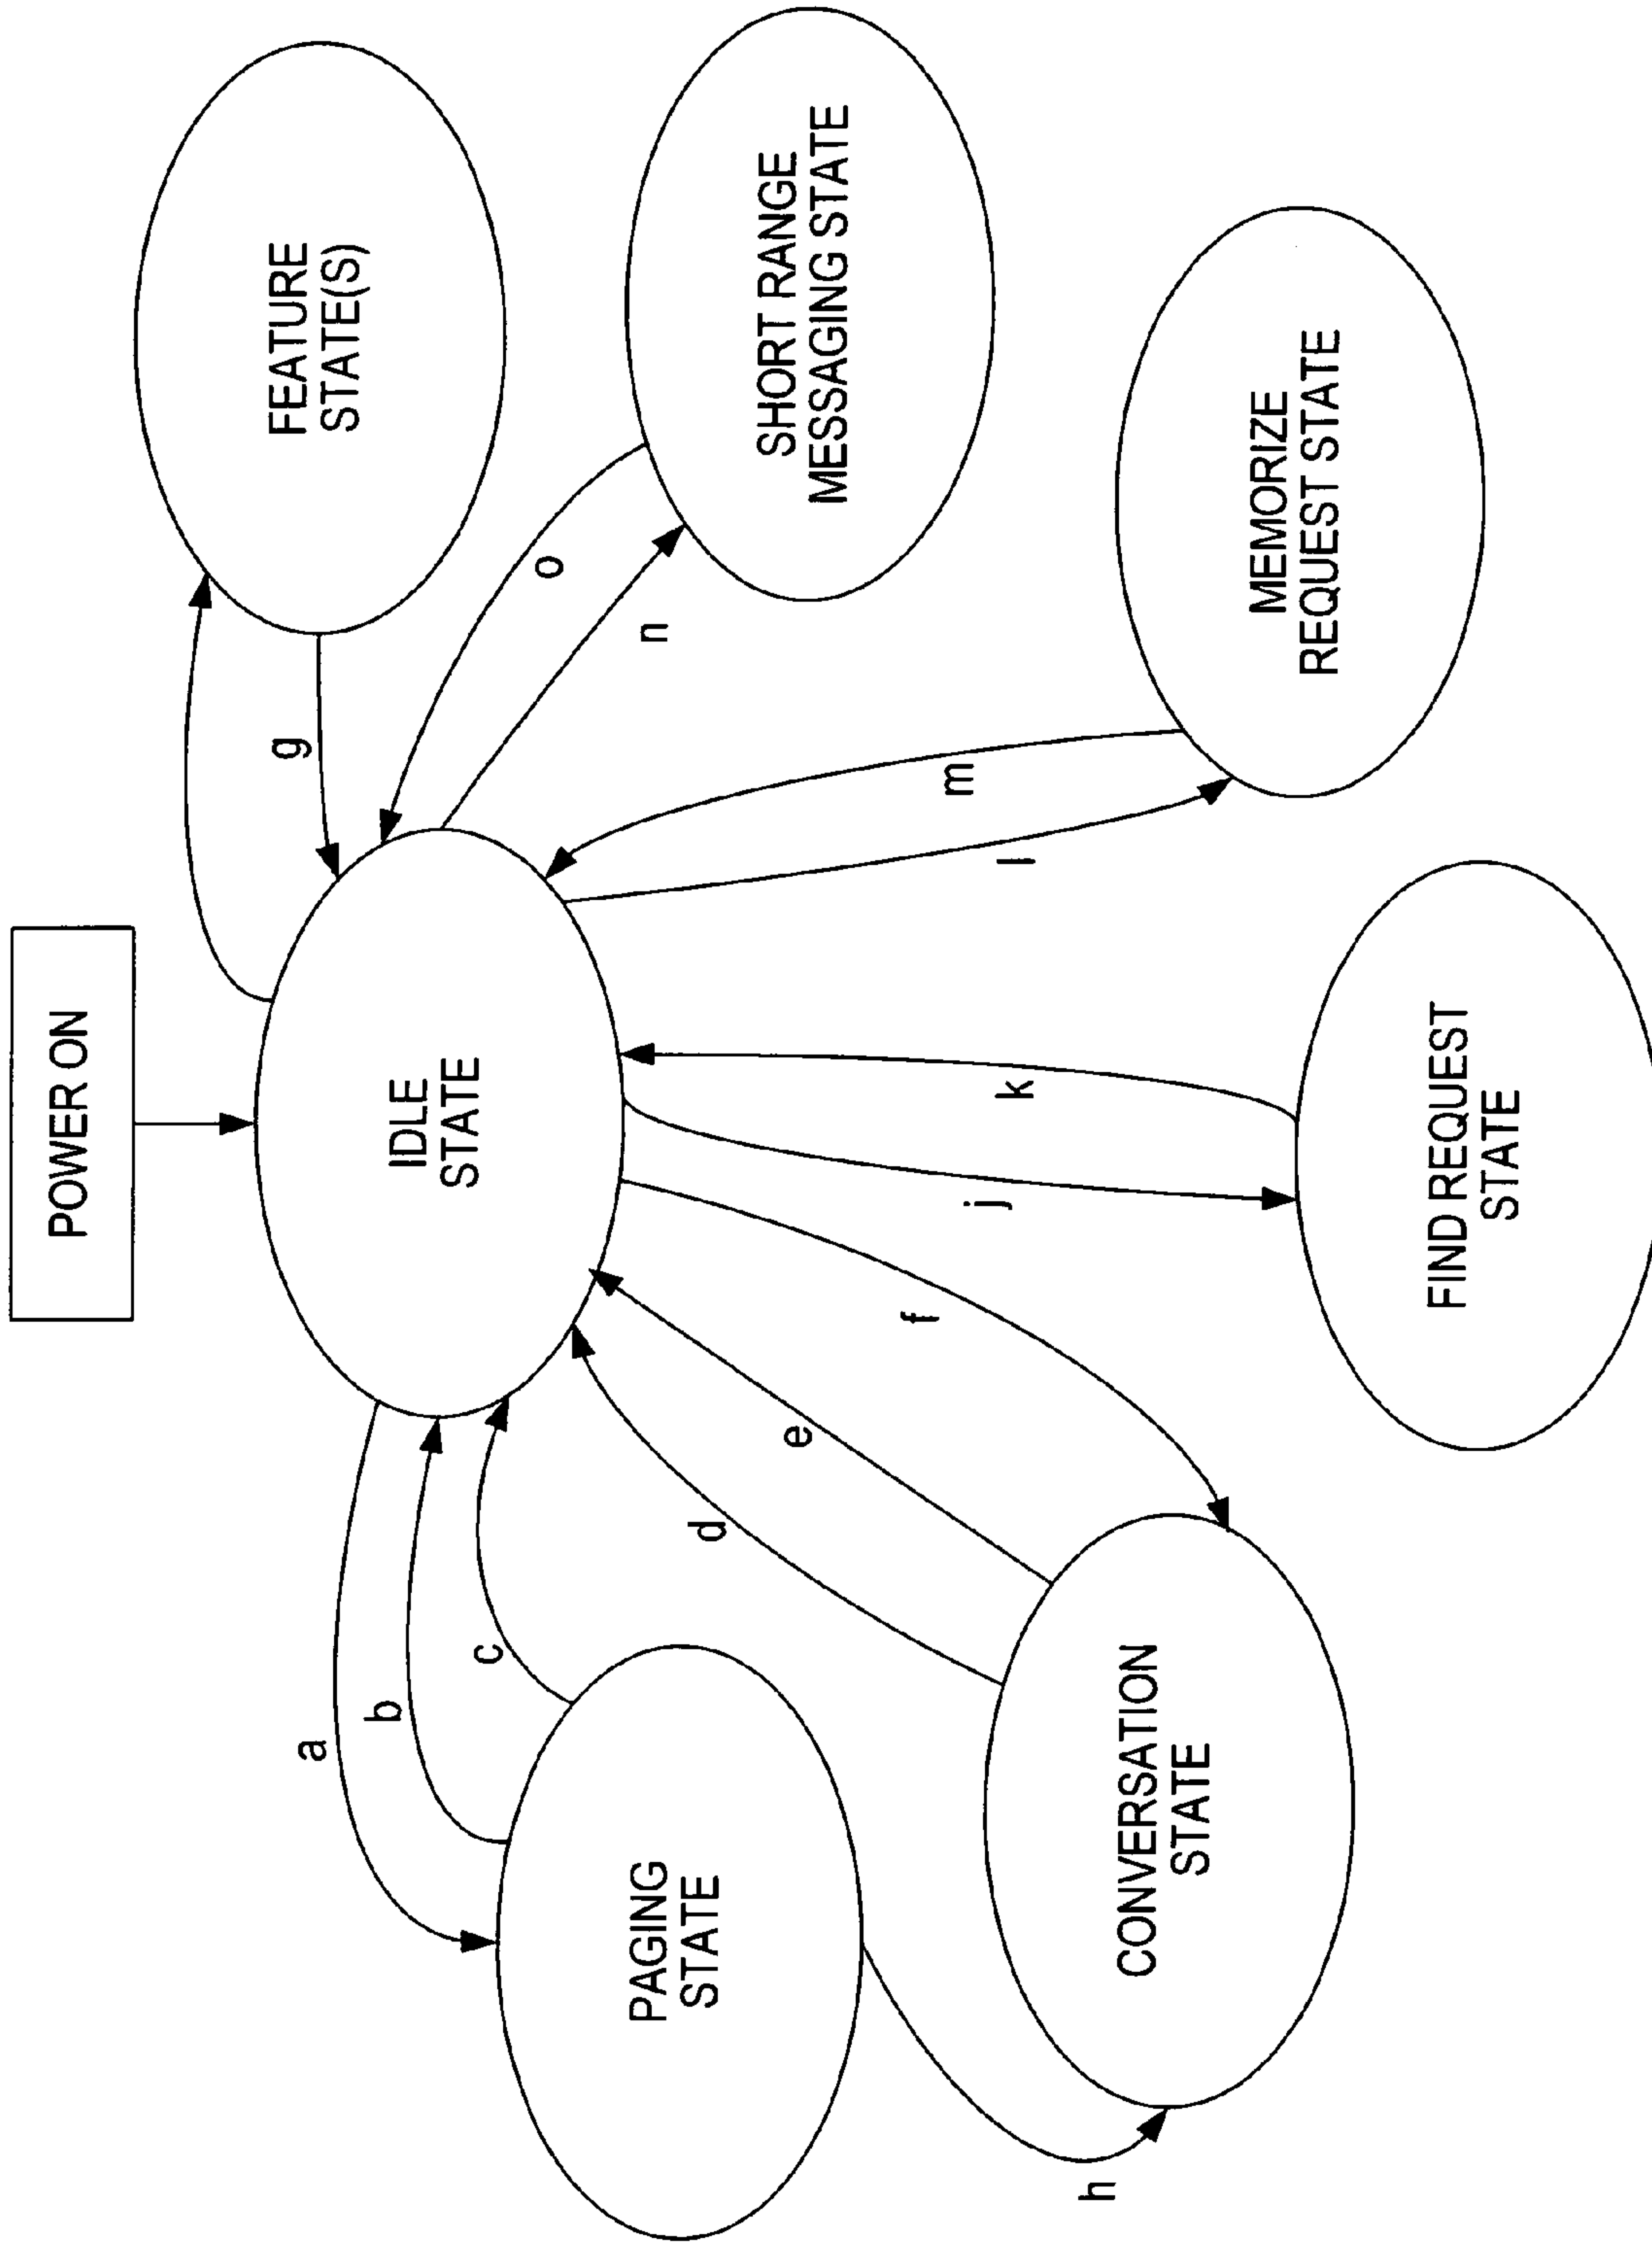 POWER ON
IDLE
STATE
FEATURE
STATE(S)
SHORT RANGE
MESSAGING STATE
MEMORIZE
REQUEST STATE
FIND REQUEST
STATE
CONVERSATION
STATE
PAGING
STATE
a
b
c
d
e
f
g
h
j
k
l
m
n
o